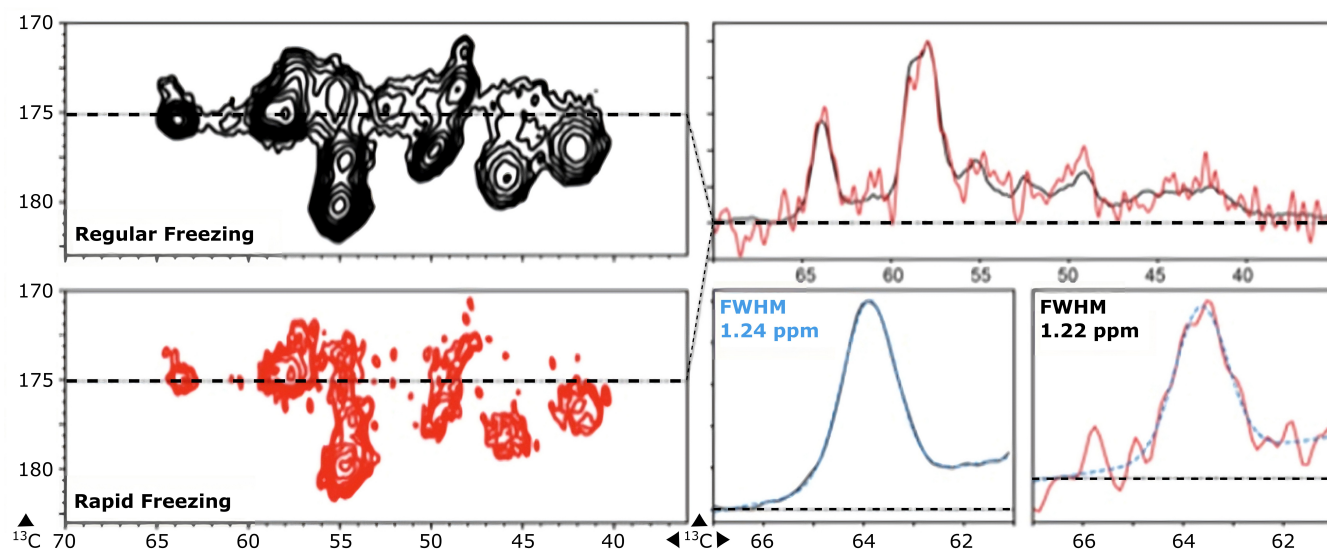 170
175
180
Regular Freezing
65 60 55 50 45 40
170
175
180
Rapid Freezing
13C 70 65 60 55 50 45 40
FWHM
1.24 ppm
FWHM
1.22 ppm
13C 66 64 62 66 64 62